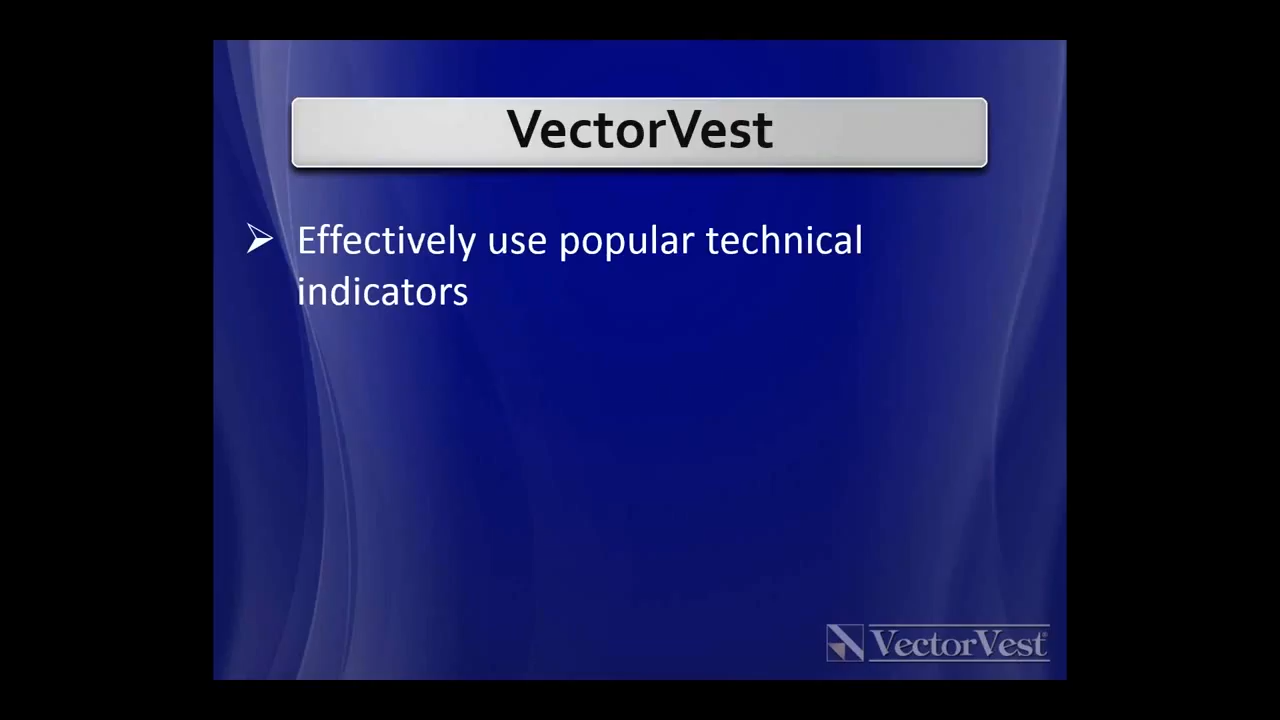 VectorVest
Effectively use popular technical
indicators
VectorVest®